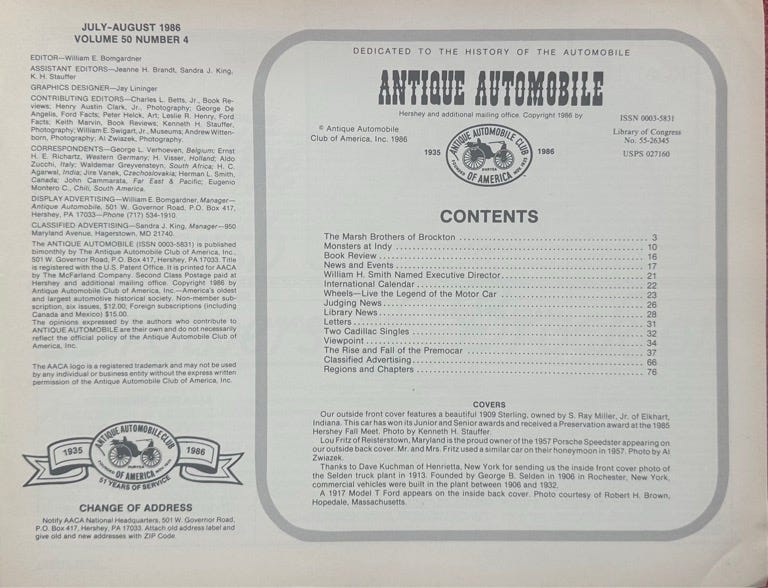 JULY-AUGUST 1986
VOLUME 50 NUMBER 4
EDITOR—William E. Bomgardner
ASSISTANT EDITORS—Jeanne H. Brandt, Sandra J. King,
K. H. Stauffer
GRAPHICS DESIGNER—Jay Lininger
CONTRIBUTING EDITORS—Charles L. Betts, Jr., Book Re-
views; Henry Austin Clark, Jr., Photography; George De
Angelis, Ford Facts; Peter Helck, Art; Leslie R. Henry, Ford
Facts; Keith Marvin, Book Reviews; Kenneth H. Stauffer,
Photography; William E. Swigart, Jr., Museums; Andrew Witten-
born, Photography; Al Zwiazek, Photography.
CORRESPONDENTS—George L. Verhoeven, Belgium; Ernst
H. E. Richartz, Western Germany; H. Visser, Holland; Aldo
Zucchi, Italy; Waldemar Greyvensteyn, South Africa; H. C.
Agarwal, India; Jire Vanek, Czechoslovakia; Herman L. Smith,
Canada; John Cammarata, Far East & Pacific; Eugenio
Montero C., Chili, South America.
DISPLAY ADVERTISING—William E. Bomgardner, Manager—
Antique Automobile, 501 W. Governor Road, P.O. Box 417,
Hershey, PA 17033—Phone (717) 534-1910.
CLASSIFIED ADVERTISING—Sandra J. King, Manager—950
Maryland Avenue, Hagerstown, MD 21740.
The ANTIQUE AUTOMOBILE (ISSN 0003-5831) is published
bimonthly by The Antique Automobile Club of America, Inc.,
501 W. Governor Road, P.O. Box 417, Hershey, PA 17033. Title
is registered with the U.S. Patent Office. It is printed for AACA
by The McFarland Company. Second Class Postage paid at
Hershey and additional mailing office. Copyright 1986 by
Antique Automobile Club of America, Inc.—America's oldest
and largest automotive historical society. Non-member sub-
scription, six issues, $12.00. Foreign subscriptions (including
Canada and Mexico) $15.00.
The opinions expressed by the authors who contribute to
ANTIQUE AUTOMOBILE are their own and do not necessarily
reflect the official policy of the Antique Automobile Club of
America, Inc.
The AACA logo is a registered trademark and may not be used
by any individual or business entity without the express written
permission of the Antique Automobile Club of America, Inc.
ANTIQUE AUTOMOBILE CLUB
1935 1986
OF AMERICA
51 YEARS OF SERVICE
CHANGE OF ADDRESS
Notify AACA National Headquarters, 501 W. Governor Road,
P.O. Box 417, Hershey, PA 17033. Attach old address label and
give old and new addresses with ZIP Code.
DEDICATED TO THE HISTORY OF THE AUTOMOBILE
ANTIQUE AUTOMOBILE
Hershey and additional mailing office. Copyright 1986 by
© Antique Automobile
Club of America, Inc. 1986
ANTIQUE AUTOMOBILE CLUB
1935 1986
OF AMERICA
ISSN 0003-5831
Library of Congress
No. 55-26345
USPS 027160
CONTENTS
The Marsh Brothers of Brockton 3
Monsters at Indy 10
Book Review 16
News and Events 17
William H. Smith Named Executive Director 21
International Calendar 22
Wheels—Live the Legend of the Motor Car 23
Judging News 26
Library News 28
Letters 31
Two Cadillac Singles 32
Viewpoint 34
The Rise and Fall of the Premocar 37
Classified Advertising 66
Regions and Chapters 76
COVERS
Our outside front cover features a beautiful 1909 Sterling, owned by S. Ray Miller, Jr. of Elkhart,
Indiana. This car has won its Junior and Senior awards and received a Preservation award at the 1985
Hershey Fall Meet. Photo by Kenneth H. Stauffer.
Lou Fritz of Reisterstown, Maryland is the proud owner of the 1957 Porsche Speedster appearing on
our outside back cover. Mr. and Mrs. Fritz used a similar car on their honeymoon in 1957. Photo by Al
Zwiazek.
Thanks to Dave Kuchman of Henrietta, New York for sending us the inside front cover photo of
the Selden truck plant in 1913. Founded by George B. Selden in 1906 in Rochester, New York,
commercial vehicles were built in the plant between 1906 and 1932.
A 1917 Model T Ford appears on the inside back cover. Photo courtesy of Robert H. Brown,
Hopedale, Massachusetts.